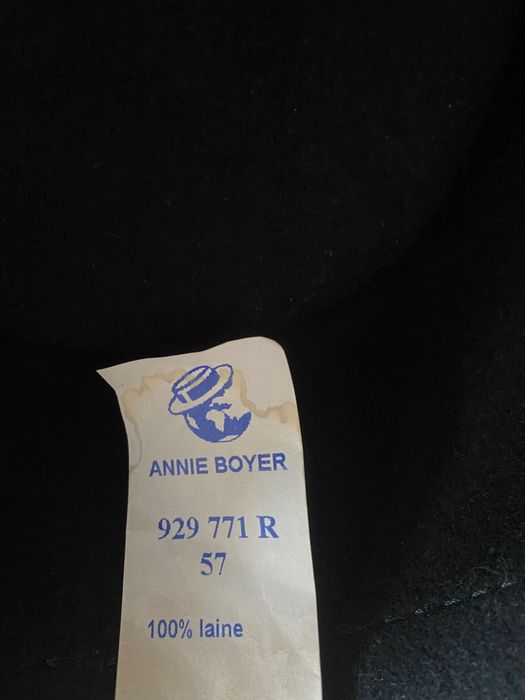 ANNIE BOYER
929 771 R
57
100% laine